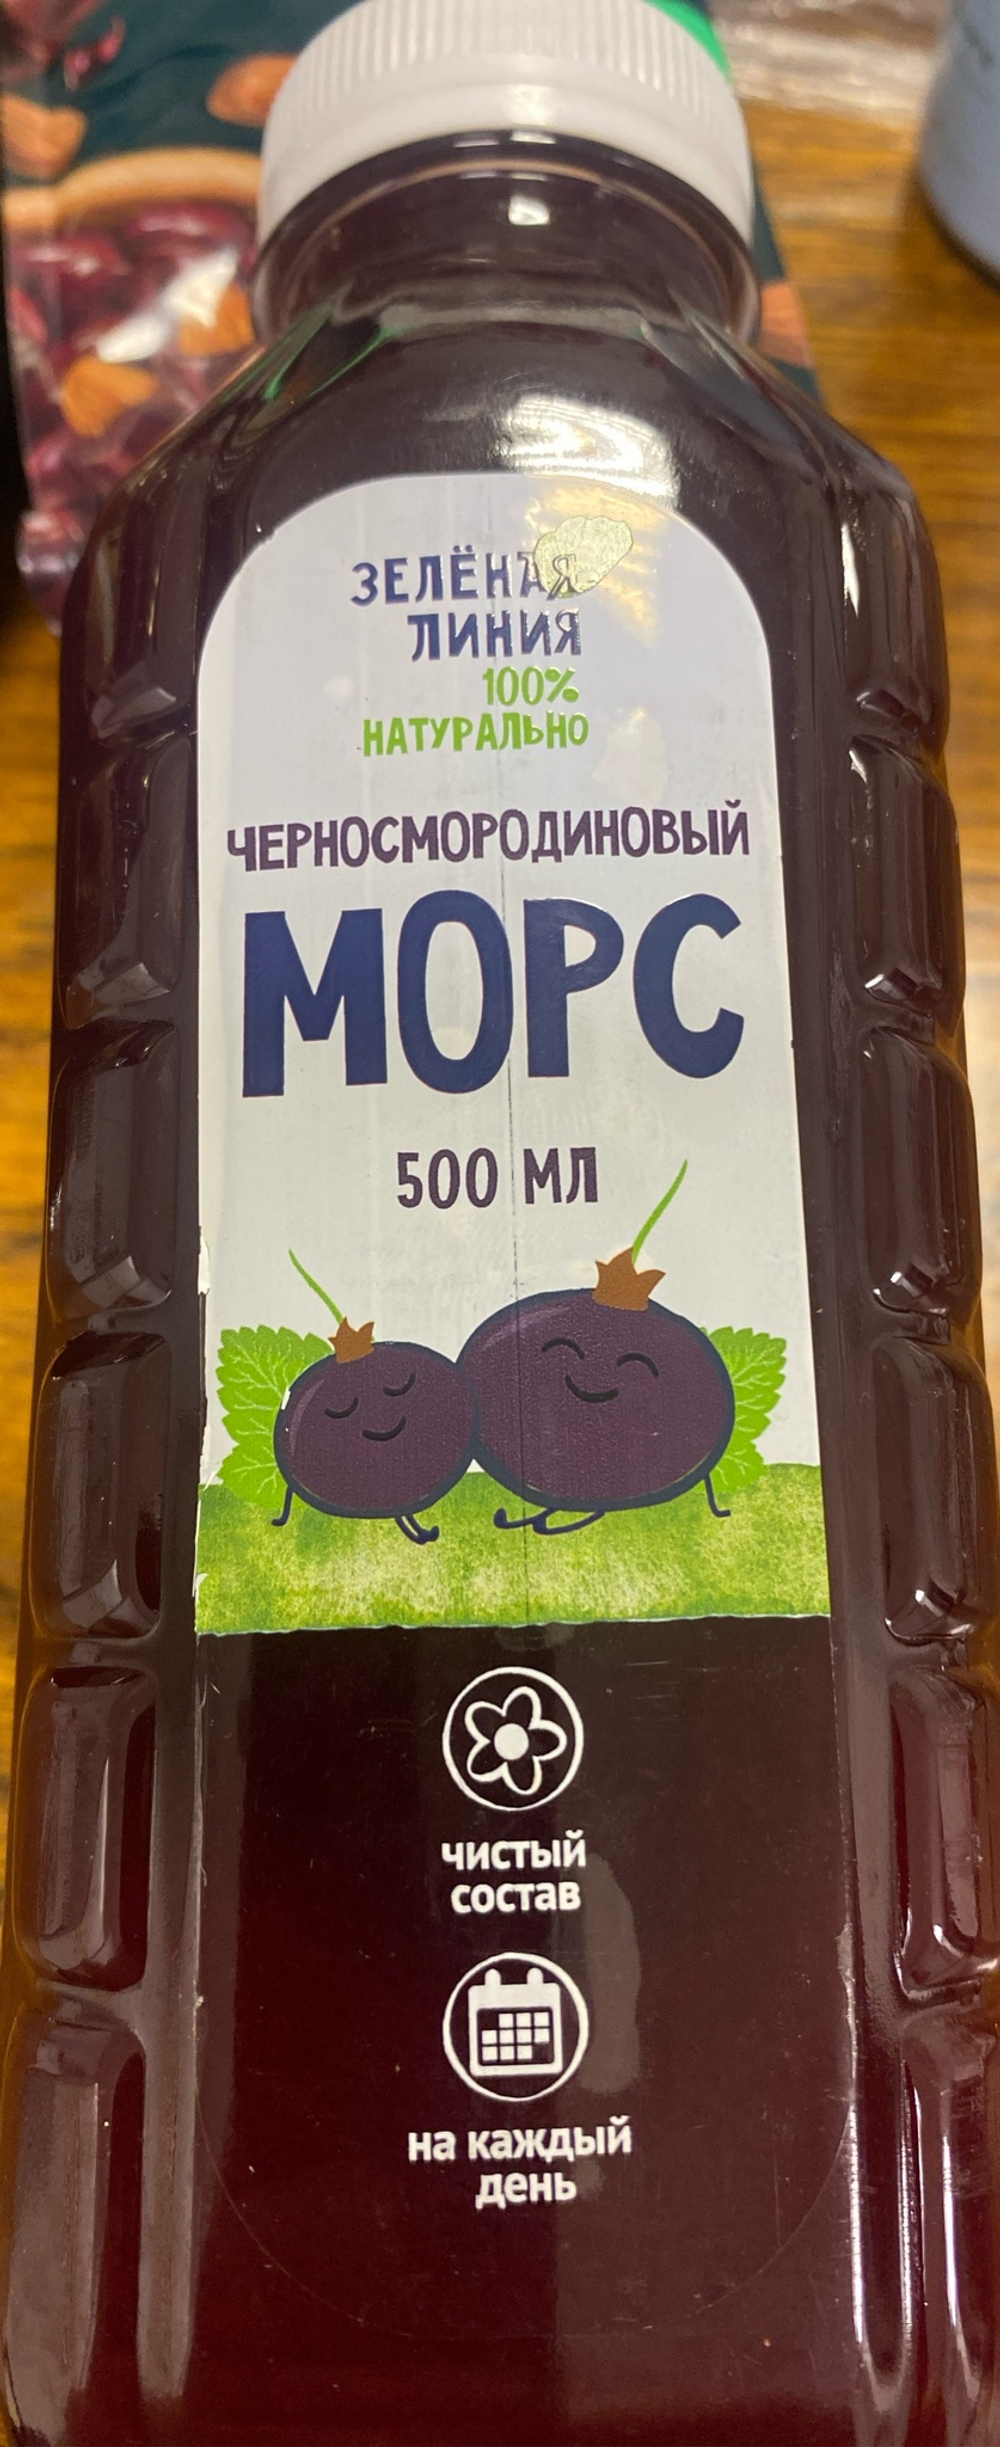 ЗЕЛЁНАЯ
ЛИНИЯ
100%
НАТУРАЛЬНО
ЧЕРНОСМОРОДИНОВЫЙ
МОРС
500 МЛ
чистый
состав
на каждый
день